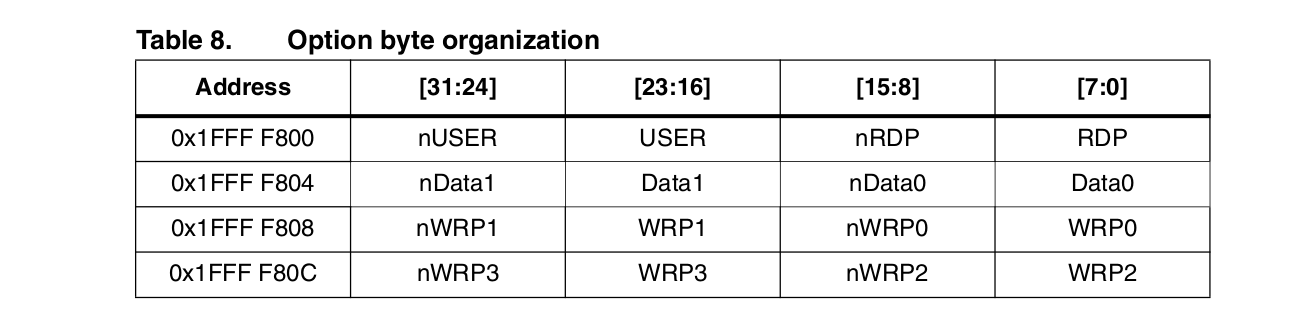 Table 8. Option byte organization
Address [31:24] [23:16] [15:8] [7:0]
0x1FFF F800 nUSER USER nRDP RDP
0x1FFF F804 nData1 Data1 nData0 Data0
0x1FFF F808 nWRP1 WRP1 nWRP0 WRP0
0x1FFF F80C nWRP3 WRP3 nWRP2 WRP2